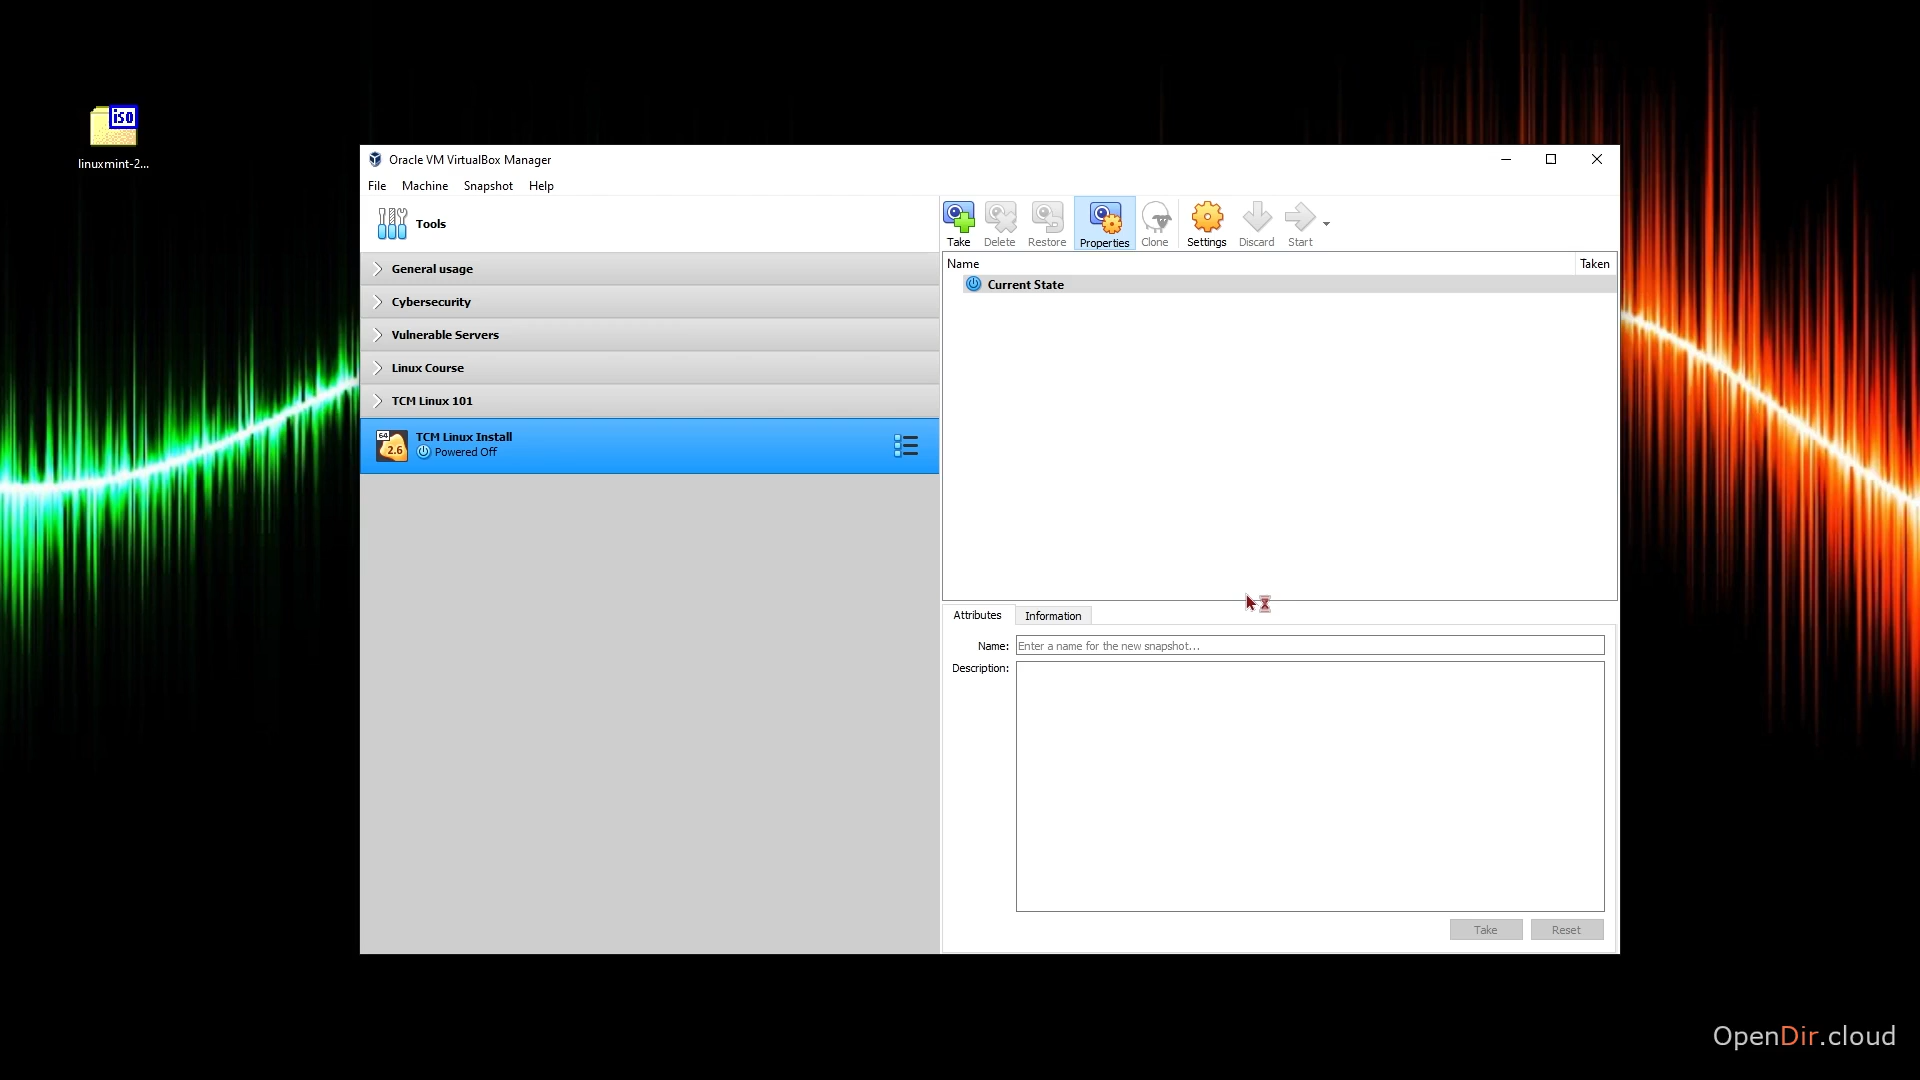 iso
linuxmint-2...
Oracle VM VirtualBox Manager
File Machine Snapshot Help
Tools
Take Delete Restore Properties Clone Settings Discard Start
General usage
Cybersecurity
Vulnerable Servers
Linux Course
TCM Linux 101
64
2.6
TCM Linux Install
Powered Off
Name Taken
Current State
Attributes Information
Name: Enter a name for the new snapshot...
Description:
Take Reset
OpenDir.cloud